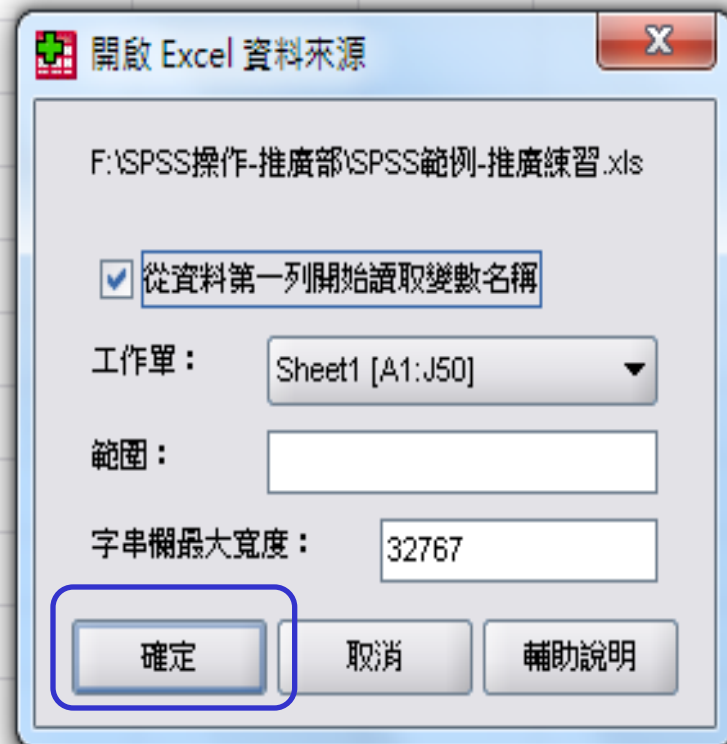 開啟 Excel 資料來源
F:\SPSS操作-推廣部\SPSS範例-推廣練習.xls
從資料第一列開始讀取變數名稱
工作單：
Sheet1 [A1:J50]
範圍：
字串欄最大寬度：
32767
確定
取消
輔助說明